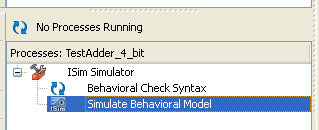 No Processes Running
Processes: TestAdder_4_bit
ISim Simulator
Behavioral Check Syntax
ISim Simulate Behavioral Model